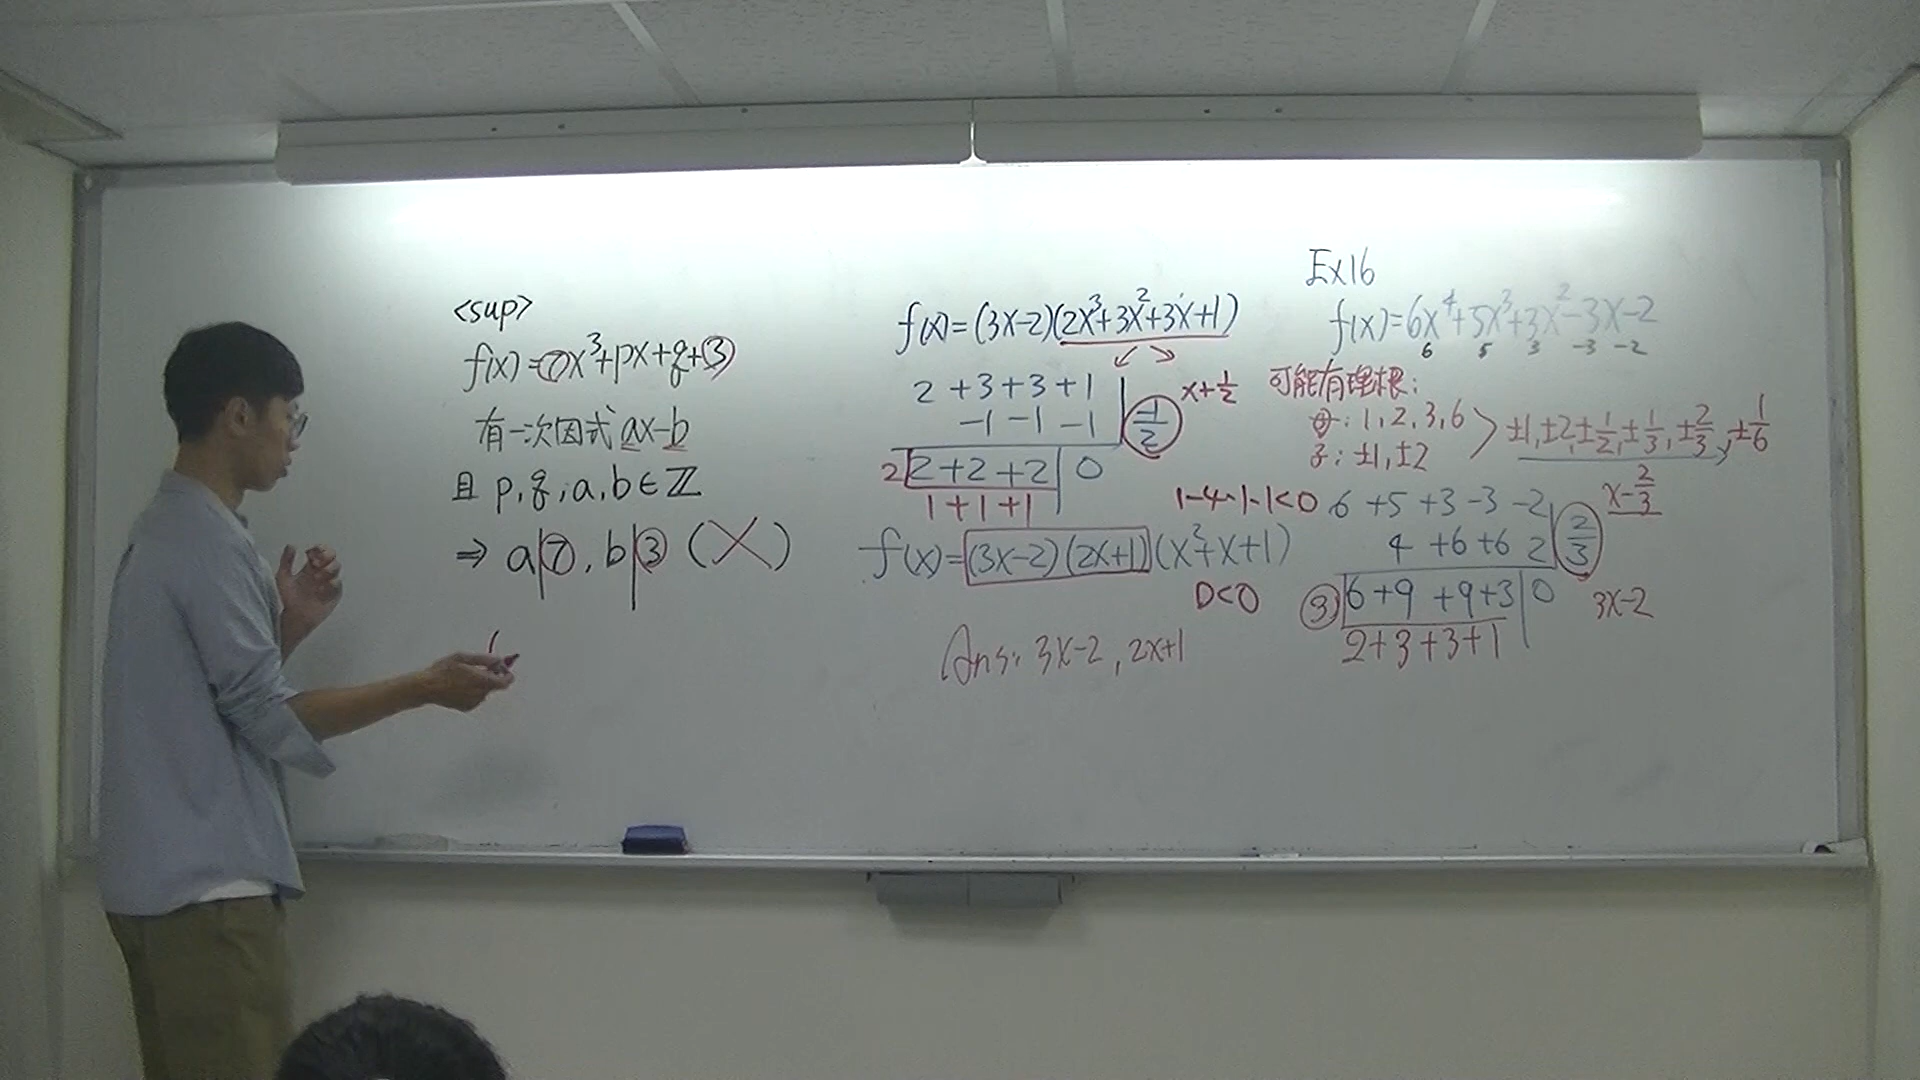 <sup>
f(x)=7x³+px+q+3
有一次因式 ax-b
且 p,q,a,b∈ℤ
⇒ a|7, b|3 (X)
f(x)=(3x-2)(2x³+3x²+3x+1)
2+3+3+1
-1-1-1 -1/2 x+1/2
2 2+2+2 0
1+1+1
f(x)=(3x-2)(2x+1)(x²+x+1)
D<0
Ans: 3x-2, 2x+1
Ex16
f(x)=6x⁴+5x³+3x²-3x-2
6 5 3 -3 -2
可能有理根:
母: 1,2,3,6
子: ±1,±2
> ±1,±2,±1/2,±1/3,±2/3,±1/6
x-2/3
1-4·1·1<0
6+5+3-3-2
4+6+6 2 2/3
3 6+9+9+3 0 3x-2
2+3+3+1